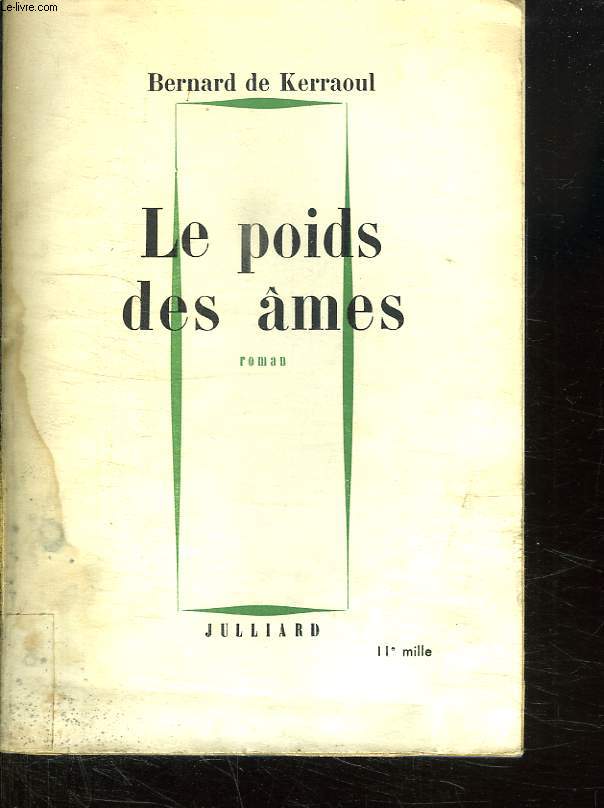 Le-livre.com
Bernard de Kerraoul
Le poids
des âmes
roman
JULLIARD
11e mille